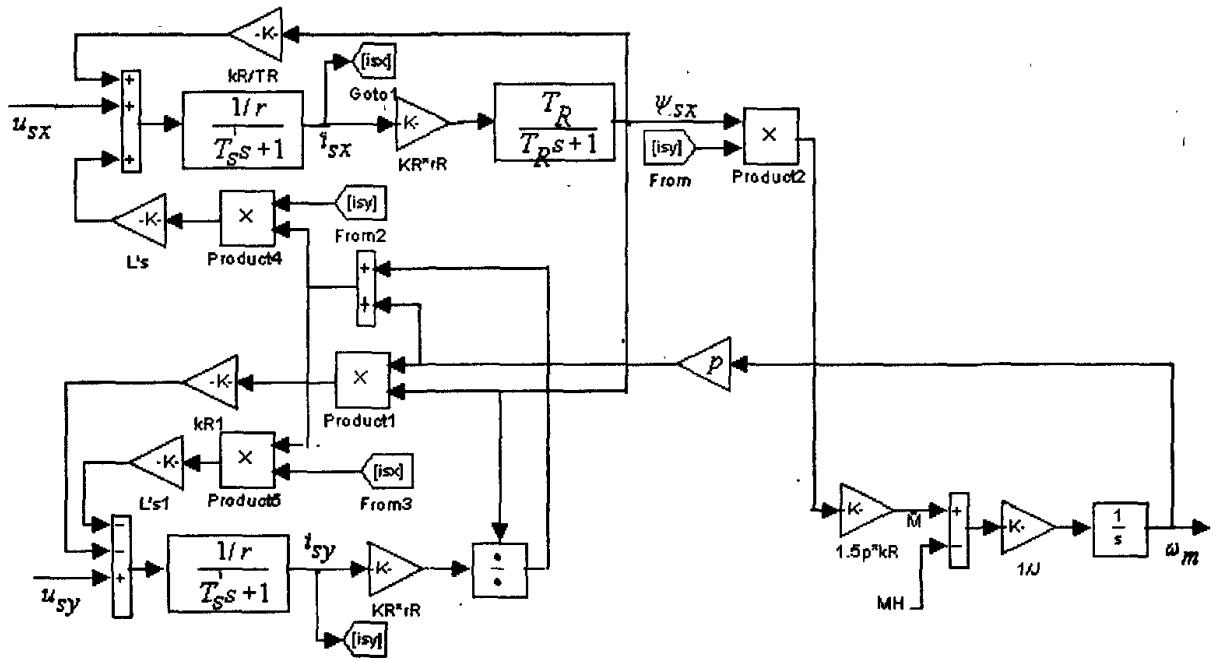 -K-
kR/TR
[isx]
Goto1
+
+
+
u_sx
1/r
T's s+1
i_sx
K-
KR*rR
T_R
T_R s+1
ψ_sx
[isy]
From
×
Product2
-K-
L's
×
Product4
[isy]
From2
+
+
-K-
kR1
×
Product1
p
-K-
L's1
×
Product5
[isx]
From3
−
−
+
u_sy
1/r
T's s+1
i_sy
K-
KR*rR
÷
[isy]
K-
1.5p*kR
M
+
−
MH
K-
1/J
1
s
ω_m